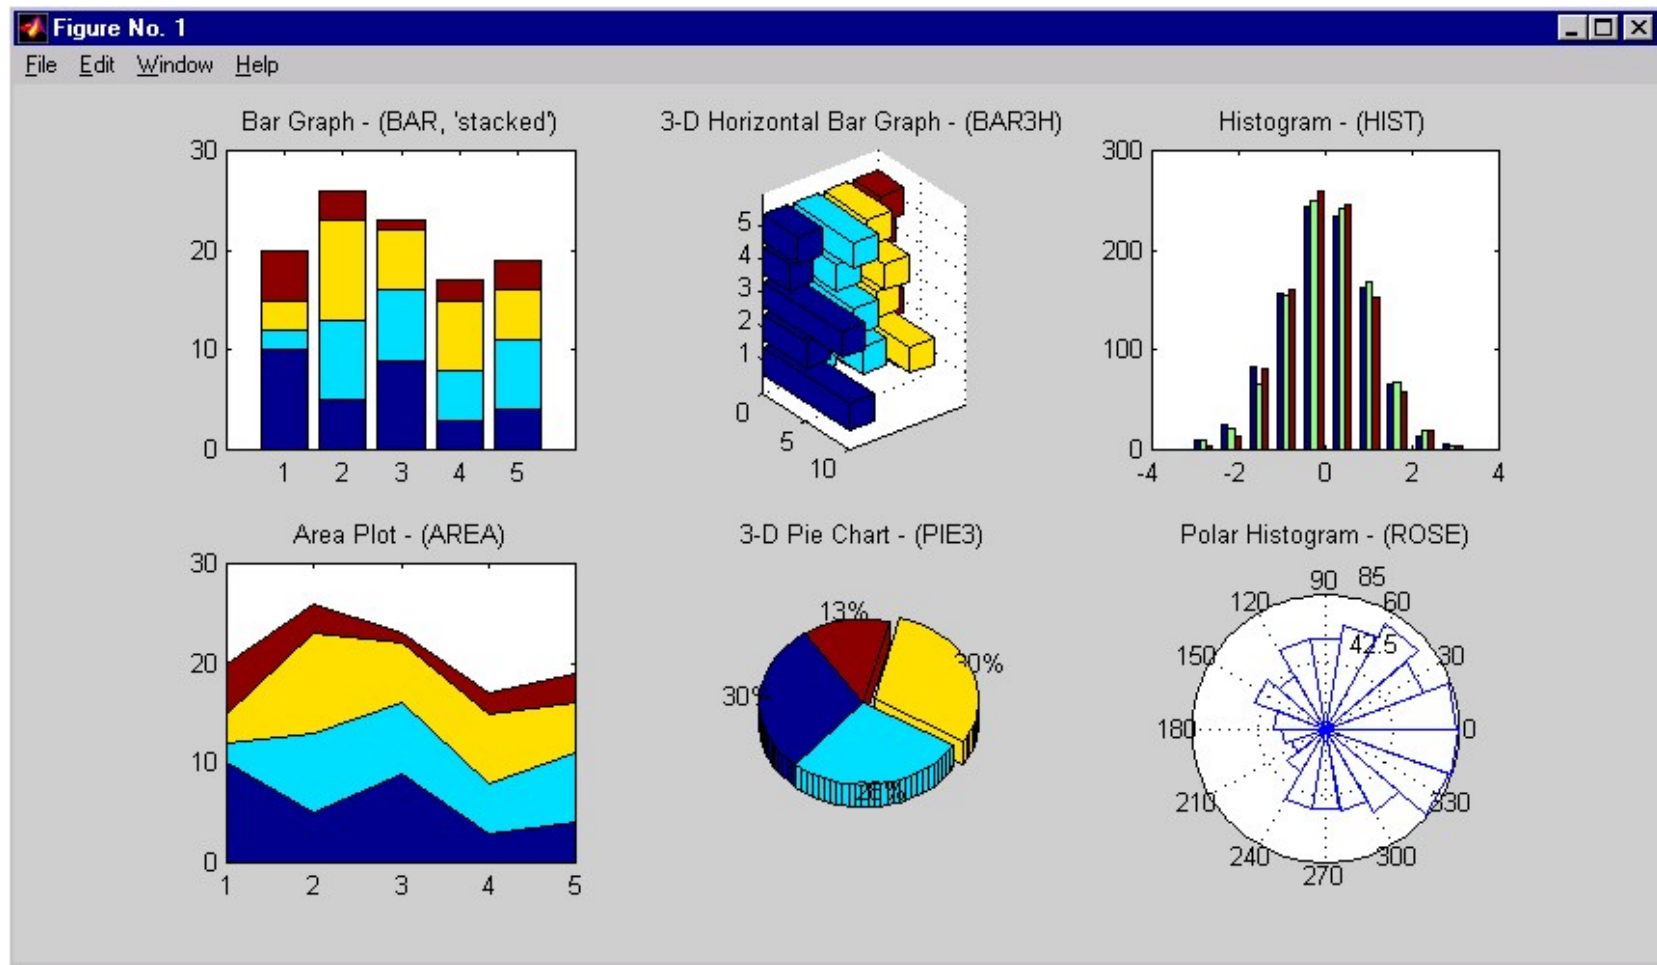 Figure No. 1
File Edit Window Help
Bar Graph - (BAR, 'stacked')
30
20
10
0
1 2 3 4 5
3-D Horizontal Bar Graph - (BAR3H)
5
4
3
2
1
0
5
10
Histogram - (HIST)
300
200
100
0
-4 -2 0 2 4
Area Plot - (AREA)
30
20
10
0
1 2 3 4 5
3-D Pie Chart - (PIE3)
13%
30%
30%
Polar Histogram - (ROSE)
90 85
120 60
42.5
150 30
180 0
210 330
240 300
270